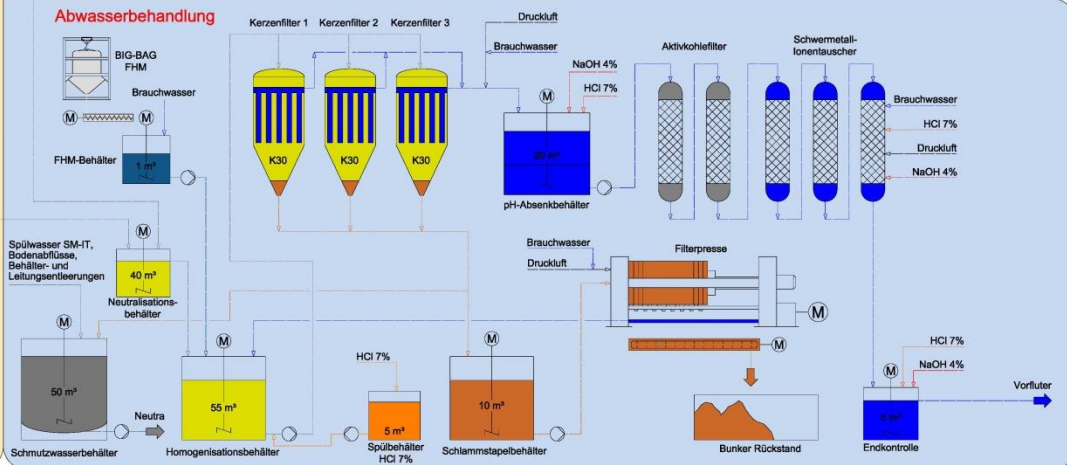 Abwasserbehandlung
Kerzenfilter 1
Kerzenfilter 2
Kerzenfilter 3
Druckluft
Brauchwasser
Aktivkohlefilter
Schwermetall-
Ionentauscher
BIG-BAG
FHM
Brauchwasser
M
M
FHM-Behälter
1 m³
K30
K30
K30
NaOH 4%
HCl 7%
M
20 m³
pH-Absenkbehälter
Brauchwasser
HCl 7%
Druckluft
NaOH 4%
Spülwasser SM-IT,
Bodenabflüsse,
Behälter- und
Leitungsentleerungen
M
40 m³
Neutralisations-
behälter
Brauchwasser
Druckluft
Filterpresse
M
M
M
50 m³
Neutra
Schmutzwasserbehälter
M
55 m³
Homogenisationsbehälter
HCl 7%
5 m³
Spülbehälter
HCl 7%
M
10 m³
Schlammstapelbehälter
Bunker Rückstand
HCl 7%
NaOH 4%
M
Endkontrolle
Vorfluter